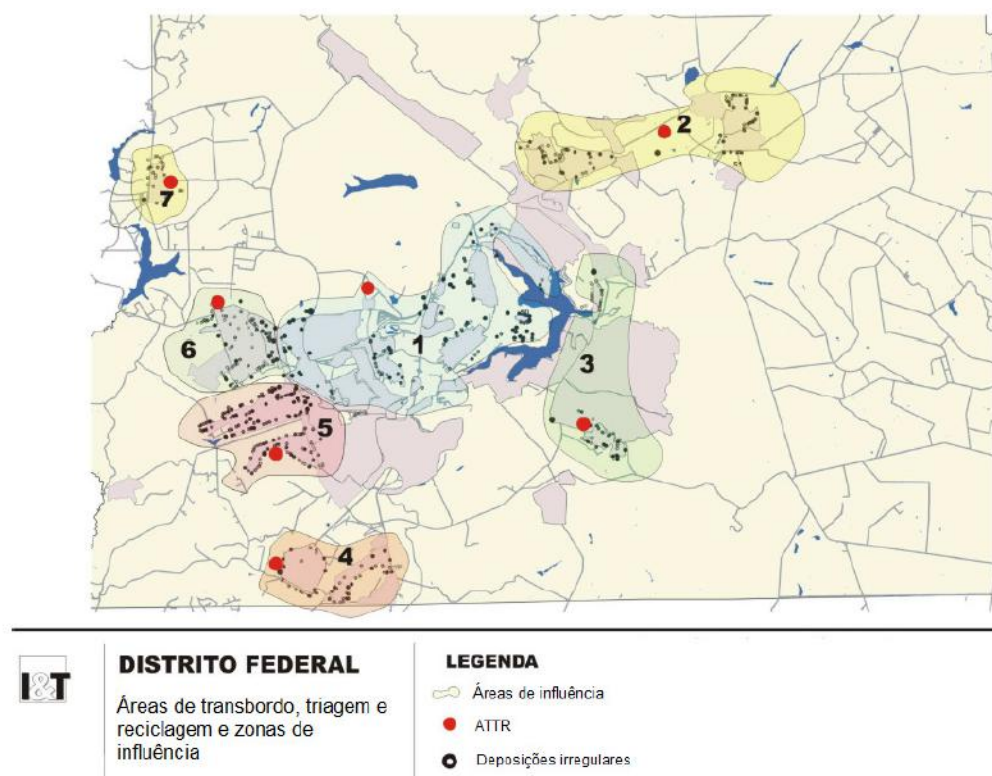 2
7
1
6
3
5
4
I&T
DISTRITO FEDERAL
Áreas de transbordo, triagem e
reciclagem e zonas de
influência
LEGENDA
Áreas de influência
ATTR
Deposições irregulares